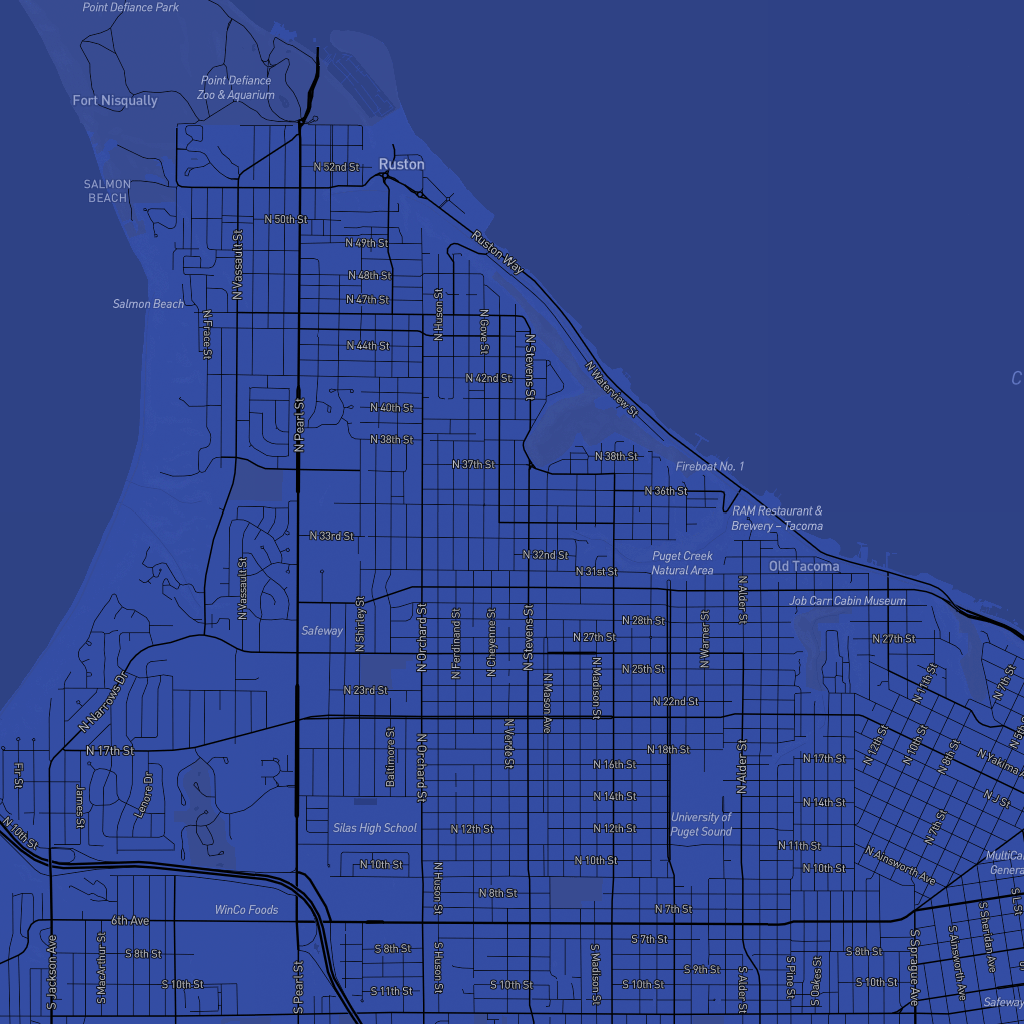 Point Defiance Park
Point Defiance
Zoo & Aquarium
Fort Nisqually
Ruston
N 52nd St
SALMON
BEACH
N 50th St
N Vassault St
N 49th St
Ruston Way
N 48th St
N 47th St
Salmon Beach
N Huson St
N Frace St
N Gove St
N 44th St
N Stevens St
N 42nd St
N Waterview St
C
N 40th St
N Pearl St
N 38th St
N 37th St
N 38th St
Fireboat No. 1
N 36th St
RAM Restaurant &
Brewery – Tacoma
N 33rd St
N 32nd St
Puget Creek
Natural Area
N 31st St
Old Tacoma
N Vassault St
N Alder St
Job Carr Cabin Museum
Safeway
N Shirley St
N Orchard St
N Ferdinand St
N Cheyenne St
N Stevens St
N 28th St
N 27th St
N Warner St
N 27th St
N 25th St
N Madison St
N 11th St
N 7th St
N 23rd St
N 22nd St
N Mason Ave
N Narrows Dr
N 17th St
Baltimore St
N Orchard St
N Verde St
N 18th St
N 16th St
N Alder St
N 17th St
N 12th St
N 10th St
N 8th St
N 5th St
N Yakima A
N J St
Fir St
James St
Lenore Dr
N 14th St
N 14th St
N 10th St
Silas High School
N 12th St
N 12th St
University of
Puget Sound
N 7th St
N 11th St
N 10th St
N 10th St
N 10th St
N Ainsworth Ave
MultiCa
Genera
N Huson St
N 8th St
S L St
WinCo Foods
6th Ave
N 7th St
S Jackson Ave
S MacArthur St
S 8th St
S 10th St
S Pearl St
S 8th St
S 11th St
S Huson St
S 10th St
S Madison St
S 7th St
S 9th St
S 10th St
S Alder St
S Pine St
S Oakes St
S 8th St
S 10th St
S Sprague Ave
S Ainsworth Ave
S Sheridan Ave
Safeway